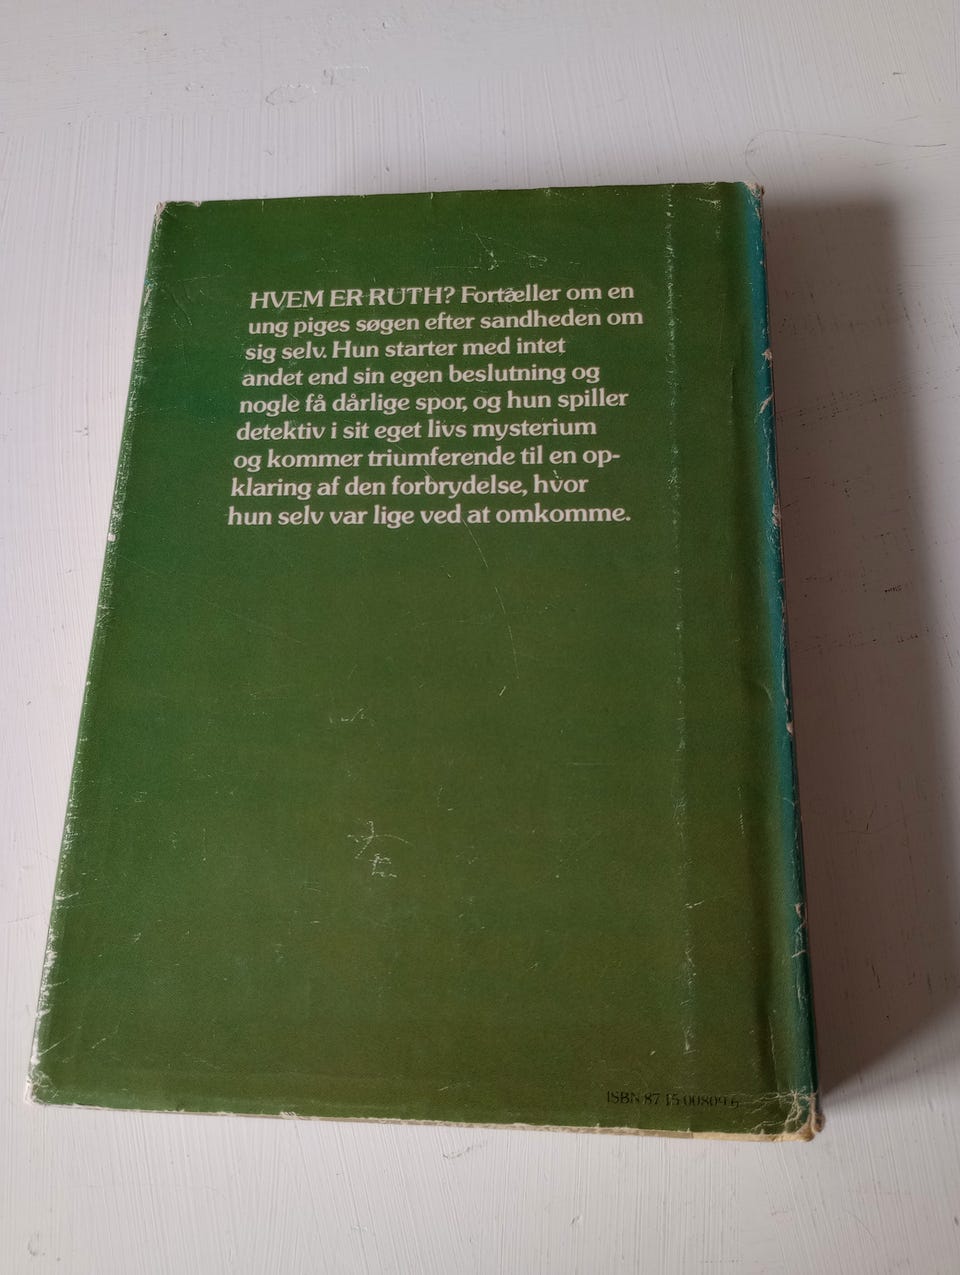 HVEM ER RUTH? Fortæller om en
ung piges søgen efter sandheden om
sig selv. Hun starter med intet
andet end sin egen beslutning og
nogle få dårlige spor, og hun spiller
detektiv i sit eget livs mysterium
og kommer triumferende til en op-
klaring af den forbrydelse, hvor
hun selv var lige ved at omkomme.
ISBN 87 15 00809 6